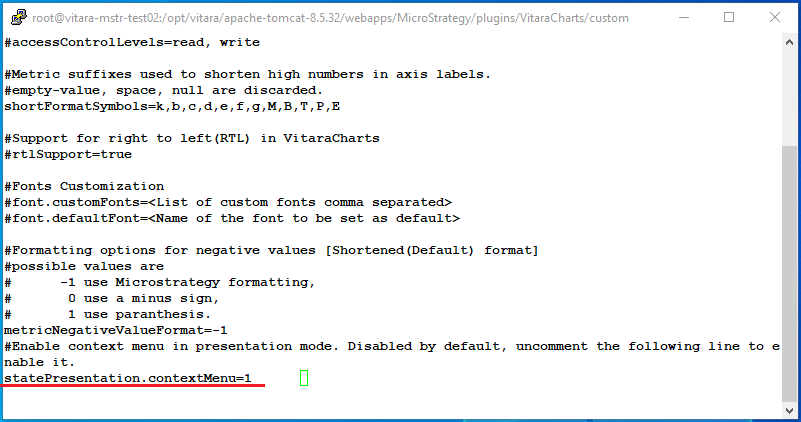 root@vitara-mstr-test02:/opt/vitara/apache-tomcat-8.5.32/webapps/MicroStrategy/plugins/VitaraCharts/custom
#accessControlLevels=read, write
#Metric suffixes used to shorten high numbers in axis labels.
#empty-value, space, null are discarded.
shortFormatSymbols=k,b,c,d,e,f,g,M,B,T,P,E
#Support for right to left(RTL) in VitaraCharts
#rtlSupport=true
#Fonts Customization
#font.customFonts=<List of custom fonts comma separated>
#font.defaultFont=<Name of the font to be set as default>
#Formatting options for negative values [Shortened(Default) format]
#possible values are
#      -1 use Microstrategy formatting,
#       0 use a minus sign,
#       1 use paranthesis.
metricNegativeValueFormat=-1
#Enable context menu in presentation mode. Disabled by default, uncomment the following line to e
nable it.
statePresentation.contextMenu=1